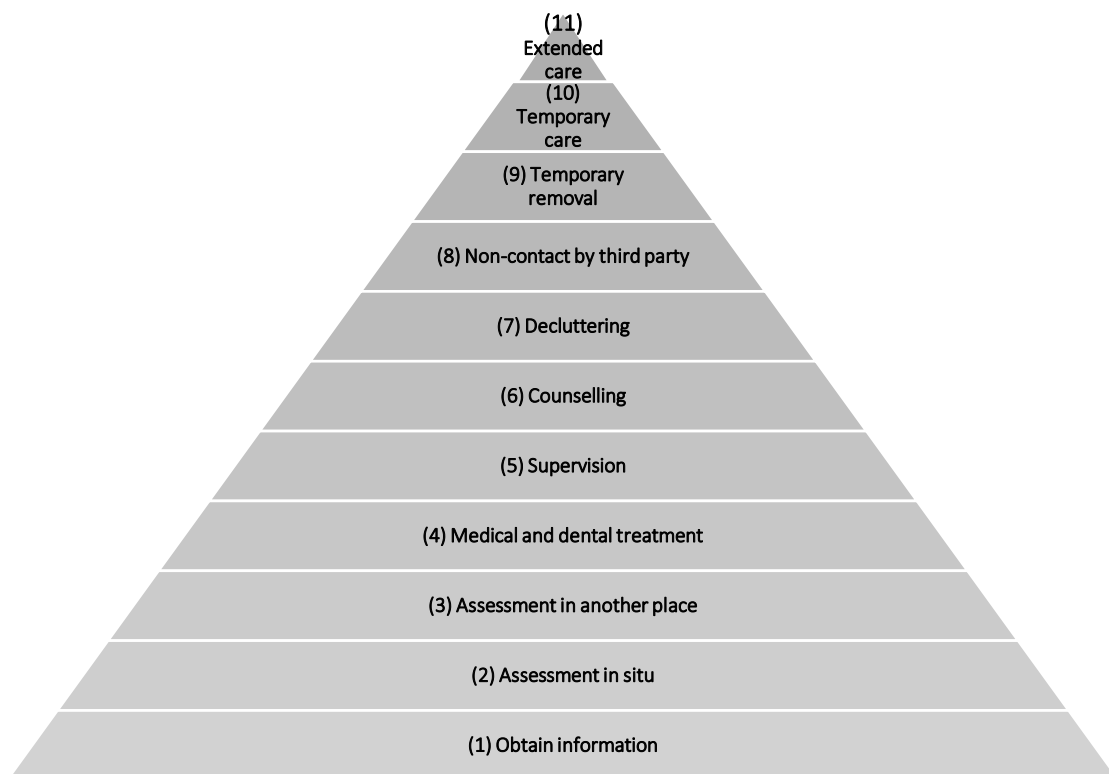 (11)
Extended
care
(10)
Temporary
care
(9) Temporary
removal
(8) Non-contact by third party
(7) Decluttering
(6) Counselling
(5) Supervision
(4) Medical and dental treatment
(3) Assessment in another place
(2) Assessment in situ
(1) Obtain information